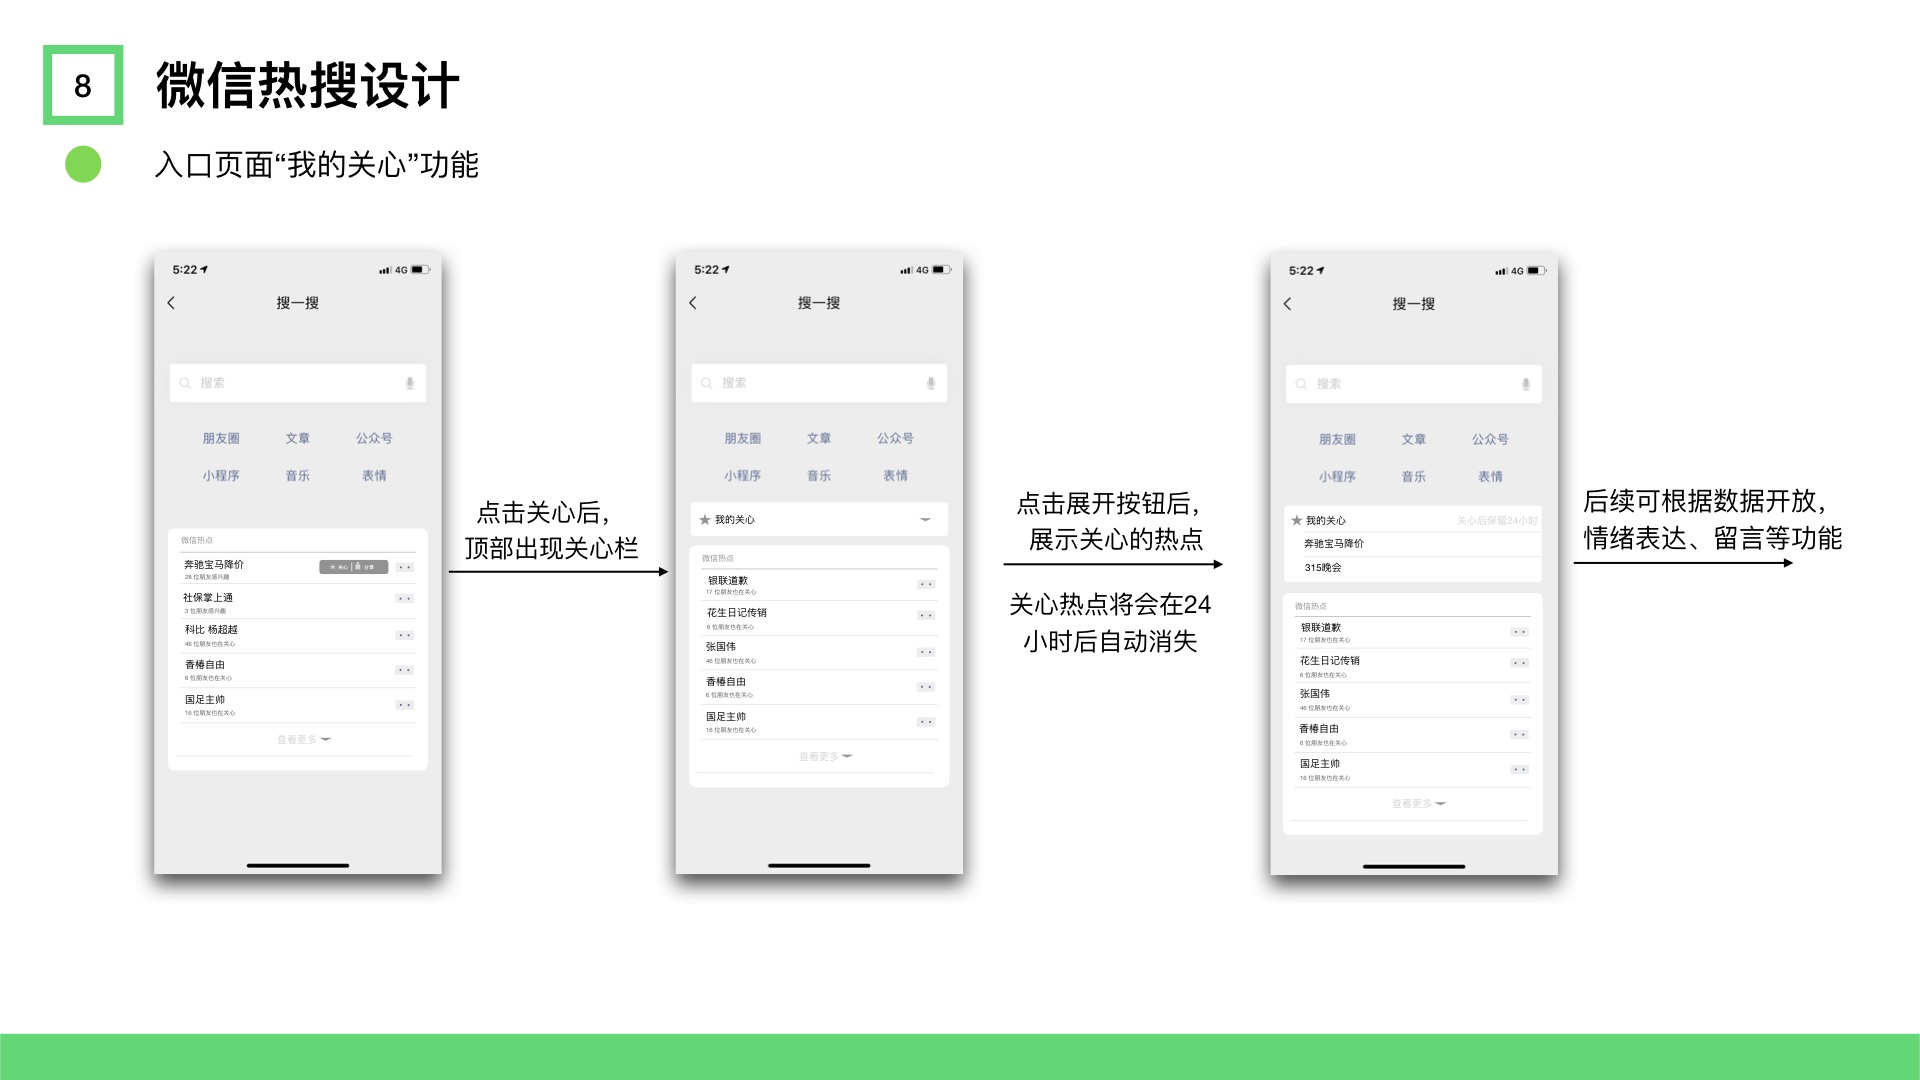 8
微信热搜设计
入口页面“我的关心”功能
5:22
4G
搜一搜
搜索
朋友圈 文章 公众号
小程序 音乐 表情
微信热点
奔驰宝马降价
28 位朋友感兴趣
关心 分享
社保掌上通
3 位朋友感兴趣
科比 杨超越
46 位朋友也在关心
香椿自由
6 位朋友也在关心
国足主帅
16 位朋友也在关心
查看更多
点击关心后，
顶部出现关心栏
5:22
4G
搜一搜
搜索
朋友圈 文章 公众号
小程序 音乐 表情
我的关心
微信热点
银联道歉
17 位朋友也在关心
花生日记传销
6 位朋友也在关心
张国伟
46 位朋友也在关心
香椿自由
6 位朋友也在关心
国足主帅
16 位朋友也在关心
查看更多
点击展开按钮后，
展示关心的热点
关心热点将会在24
小时后自动消失
5:22
4G
搜一搜
搜索
朋友圈 文章 公众号
小程序 音乐 表情
我的关心 关心后保留24小时
奔驰宝马降价
315晚会
微信热点
银联道歉
17 位朋友也在关心
花生日记传销
6 位朋友也在关心
张国伟
46 位朋友也在关心
香椿自由
6 位朋友也在关心
国足主帅
16 位朋友也在关心
查看更多
后续可根据数据开放，
情绪表达、留言等功能